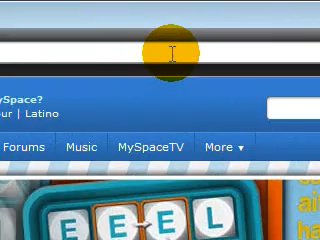 ySpace?
ur | Latino
Forums Music MySpaceTV More ▼
E E E L